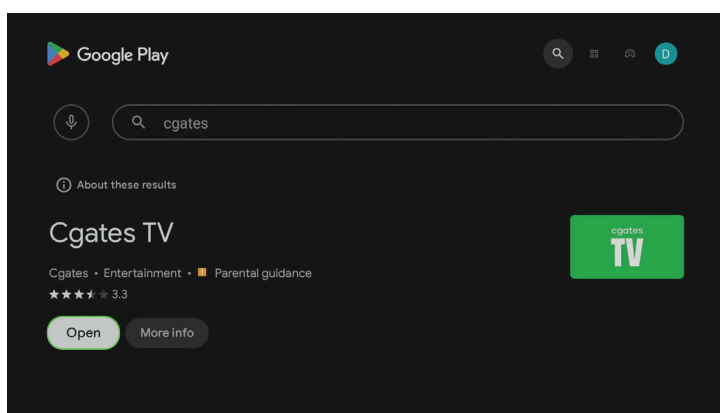 Google Play
D
cgates
About these results
Cgates TV
cgates
TV
Cgates • Entertainment • Parental guidance
3.3
Open
More info